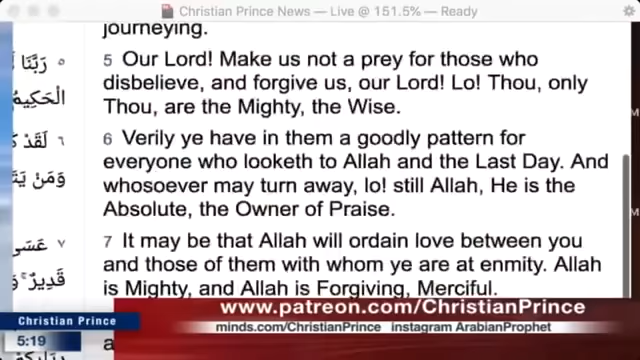 Christian Prince News — Live @ 151.5% — Ready
journeying.
5 Our Lord! Make us not a prey for those who
disbelieve, and forgive us, our Lord! Lo! Thou, only
Thou, are the Mighty, the Wise.
6 Verily ye have in them a goodly pattern for
everyone who looketh to Allah and the Last Day. And
whosoever may turn away, lo! still Allah, He is the
Absolute, the Owner of Praise.
7 It may be that Allah will ordain love between you
and those of them with whom ye are at enmity. Allah
is Mighty, and Allah is Forgiving, Merciful.
٥ رَبَّنَا
الْحَكِيمُ
٦ لَقَدْ
وَمَنْ
٧ عَسَى
قَدِيرٌ
www.patreon.com/ChristianPrince
minds.com/ChristianPrince instagram ArabianProphet
Christian Prince
5:19